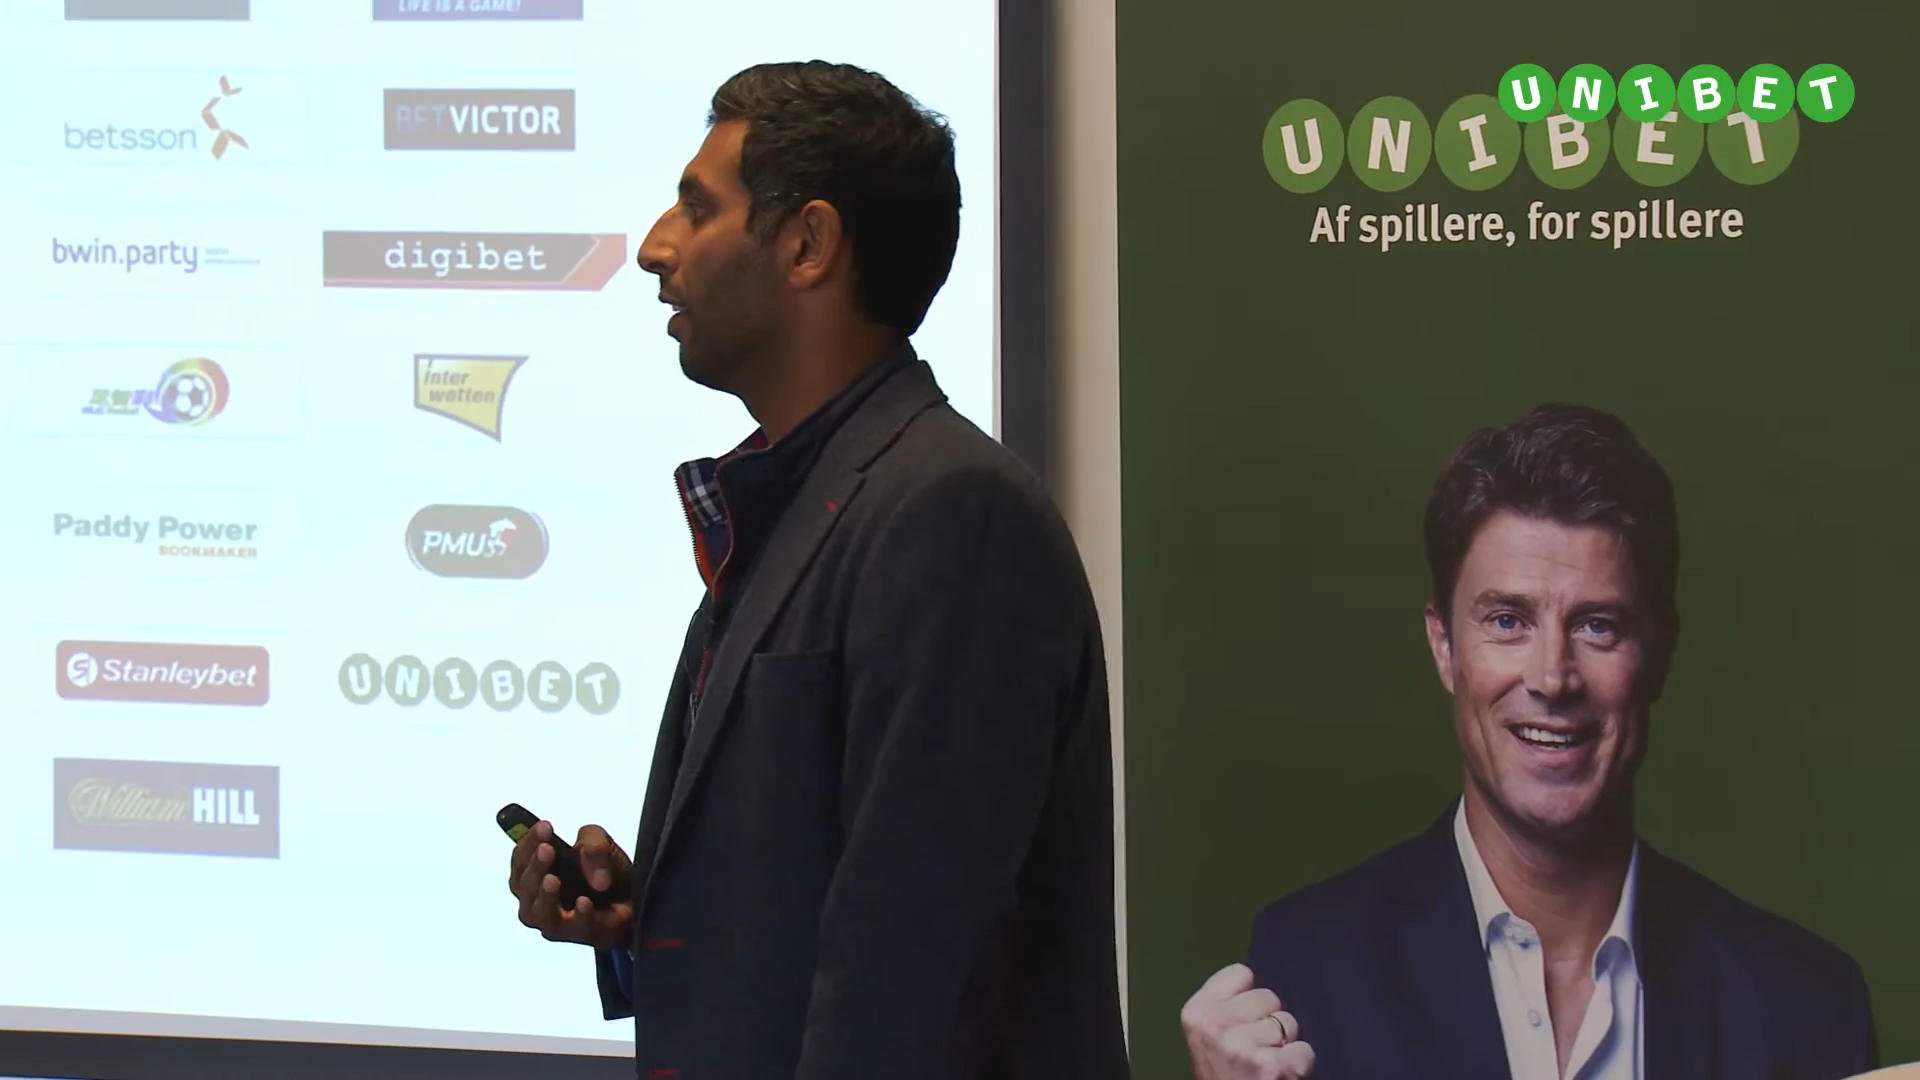 LIFE IS A GAME!
betsson
BETVICTOR
bwin.party
digibet
inter
wetten
Paddy Power
BOOKMAKER
PMU
Stanleybet
UNIBET
William HILL
UNIBET
UNIBET
Af spillere, for spillere